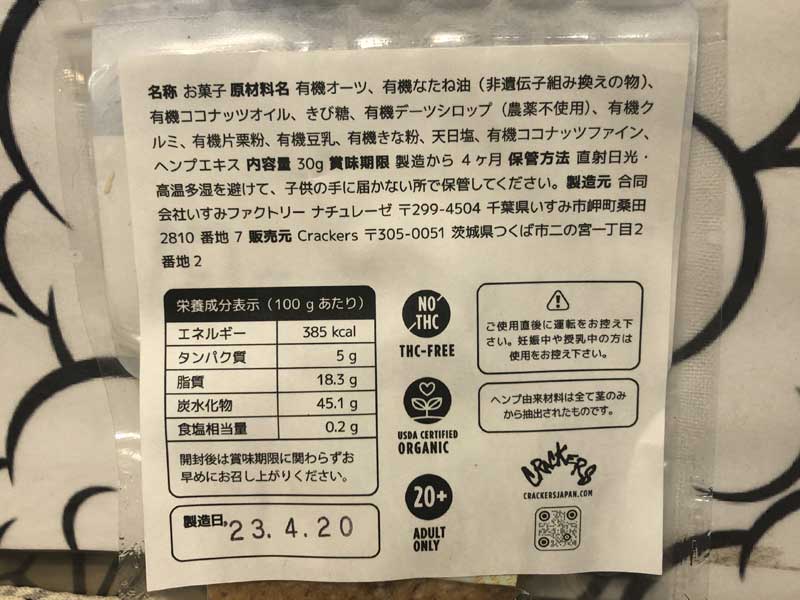 名称 お菓子 原材料名 有機オーツ、有機なたね油（非遺伝子組み換えの物）、
有機ココナッツオイル、きび糖、有機デーツシロップ（農薬不使用）、有機ク
ルミ、有機片栗粉、有機豆乳、有機きな粉、天日塩、有機ココナッツファイン、
ヘンプエキス 内容量 30g 賞味期限 製造から 4ヶ月 保管方法 直射日光・
高温多湿を避けて、子供の手に届かない所で保管してください。製造元 合同
会社いすみファクトリー ナチュレーゼ 〒299-4504 千葉県いすみ市岬町桑田
2810 番地 7 販売元 Crackers 〒305-0051 茨城県つくば市二の宮一丁目2
番地 2
栄養成分表示（100 g あたり）
エネルギー 385 kcal
タンパク質 5 g
脂質 18.3 g
炭水化物 45.1 g
食塩相当量 0.2 g
開封後は賞味期限に関わらずお
早めにお召し上がりください。
製造日, 23.4.20
NO
THC
THC-FREE
USDA CERTIFIED
ORGANIC
20+
ADULT
ONLY
ご使用直後に運転をお控え下
さい。妊娠中や授乳中の方は
使用をお控え下さい。
ヘンプ由来材料は全て茎のみ
から抽出されたものです。
CRACKERS
CRACKERSJAPAN.COM